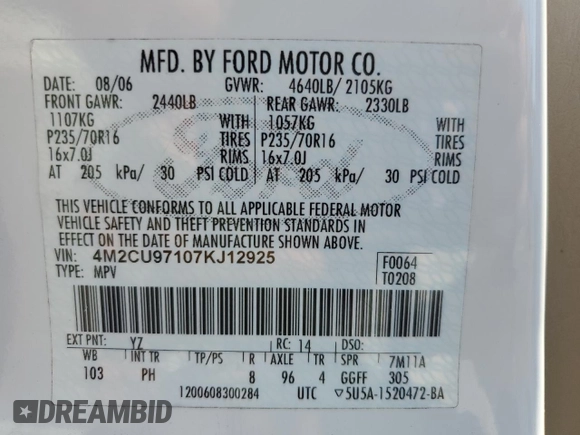 MFD. BY FORD MOTOR CO.
DATE: 08/06 GVWR: 4640LB/ 2105KG
FRONT GAWR: 2440LB REAR GAWR: 2330LB
1107KG WITH 1057KG WITH
P235/70R16 TIRES P235/70R16 TIRES
16x7.0J RIMS 16x7.0J RIMS
AT 205 kPa/ 30 PSI COLD AT 205 kPa/ 30 PSI COLD
Ford
THIS VEHICLE CONFORMS TO ALL APPLICABLE FEDERAL MOTOR
VEHICLE SAFETY AND THEFT PREVENTION STANDARDS IN
EFFECT ON THE DATE OF MANUFACTURE SHOWN ABOVE.
VIN: 4M2CU97107KJ12925 F0064
TYPE: MPV T0208
EXT PNT: YZ RC: 14 DSO:
WB INT TR TP/PS R AXLE TR SPR 7M11A
103 PH 8 96 4 GGFF 305
1200608300284 UTC ▽5U5A-1520472-BA
DREAMBID